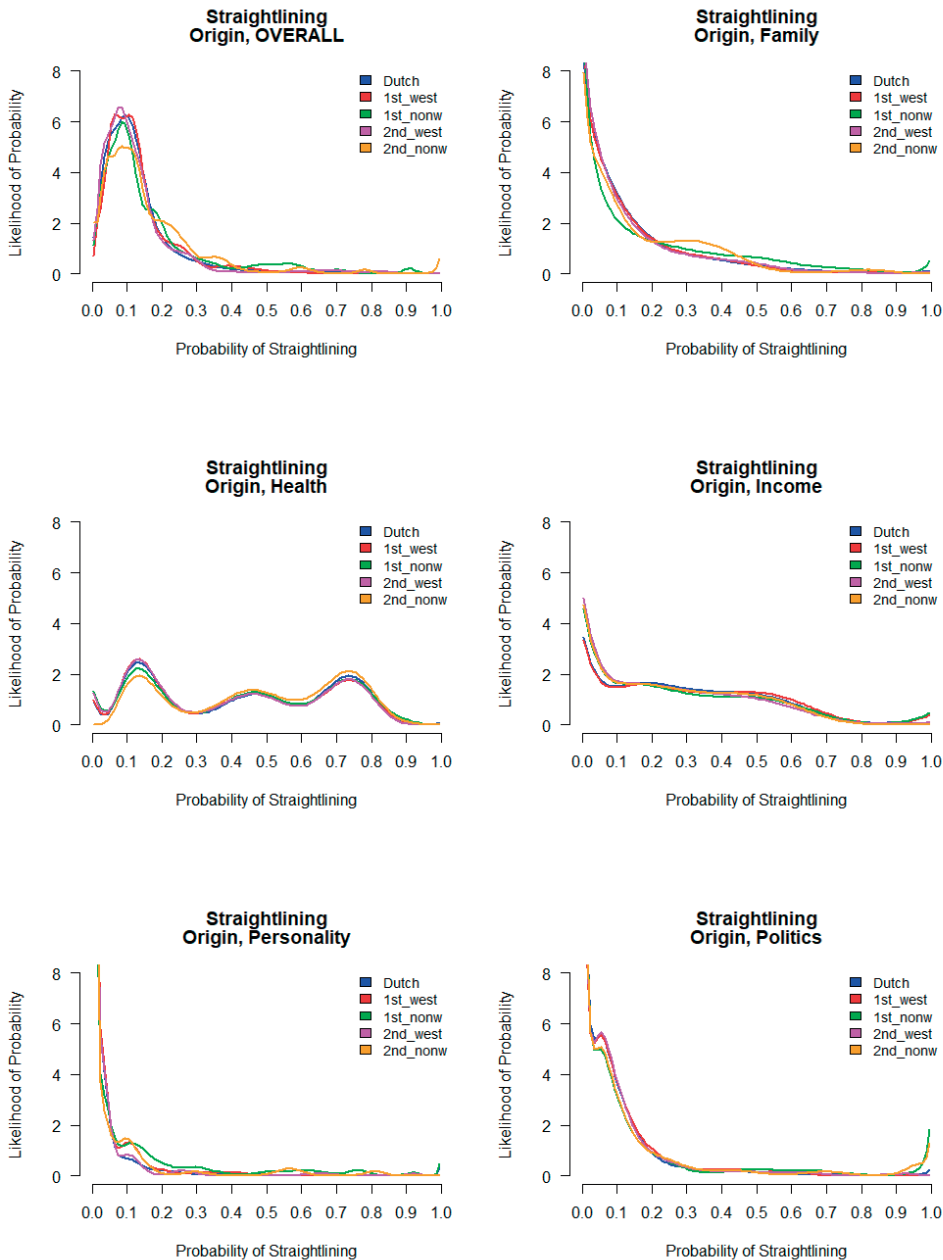 Straightlining
Origin, OVERALL
Likelihood of Probability
8
6
4
2
0
Dutch
1st_west
1st_nonw
2nd_west
2nd_nonw
0.0 0.1 0.2 0.3 0.4 0.5 0.6 0.7 0.8 0.9 1.0
Probability of Straightlining
Straightlining
Origin, Family
Likelihood of Probability
8
6
4
2
0
Dutch
1st_west
1st_nonw
2nd_west
2nd_nonw
0.0 0.1 0.2 0.3 0.4 0.5 0.6 0.7 0.8 0.9 1.0
Probability of Straightlining
Straightlining
Origin, Health
Likelihood of Probability
8
6
4
2
0
Dutch
1st_west
1st_nonw
2nd_west
2nd_nonw
0.0 0.1 0.2 0.3 0.4 0.5 0.6 0.7 0.8 0.9 1.0
Probability of Straightlining
Straightlining
Origin, Income
Likelihood of Probability
8
6
4
2
0
Dutch
1st_west
1st_nonw
2nd_west
2nd_nonw
0.0 0.1 0.2 0.3 0.4 0.5 0.6 0.7 0.8 0.9 1.0
Probability of Straightlining
Straightlining
Origin, Personality
Likelihood of Probability
8
6
4
2
0
Dutch
1st_west
1st_nonw
2nd_west
2nd_nonw
0.0 0.1 0.2 0.3 0.4 0.5 0.6 0.7 0.8 0.9 1.0
Probability of Straightlining
Straightlining
Origin, Politics
Likelihood of Probability
8
6
4
2
0
Dutch
1st_west
1st_nonw
2nd_west
2nd_nonw
0.0 0.1 0.2 0.3 0.4 0.5 0.6 0.7 0.8 0.9 1.0
Probability of Straightlining